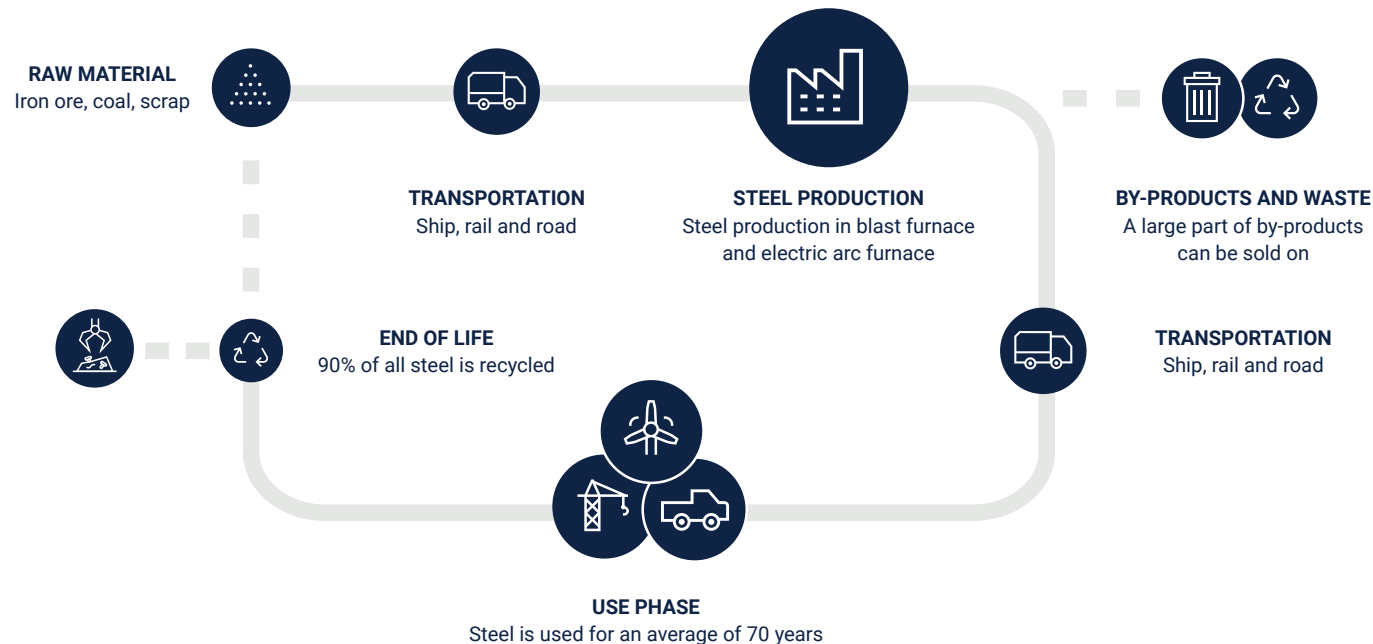 RAW MATERIAL
Iron ore, coal, scrap
TRANSPORTATION
Ship, rail and road
STEEL PRODUCTION
Steel production in blast furnace
and electric arc furnace
BY-PRODUCTS AND WASTE
A large part of by-products
can be sold on
END OF LIFE
90% of all steel is recycled
TRANSPORTATION
Ship, rail and road
USE PHASE
Steel is used for an average of 70 years